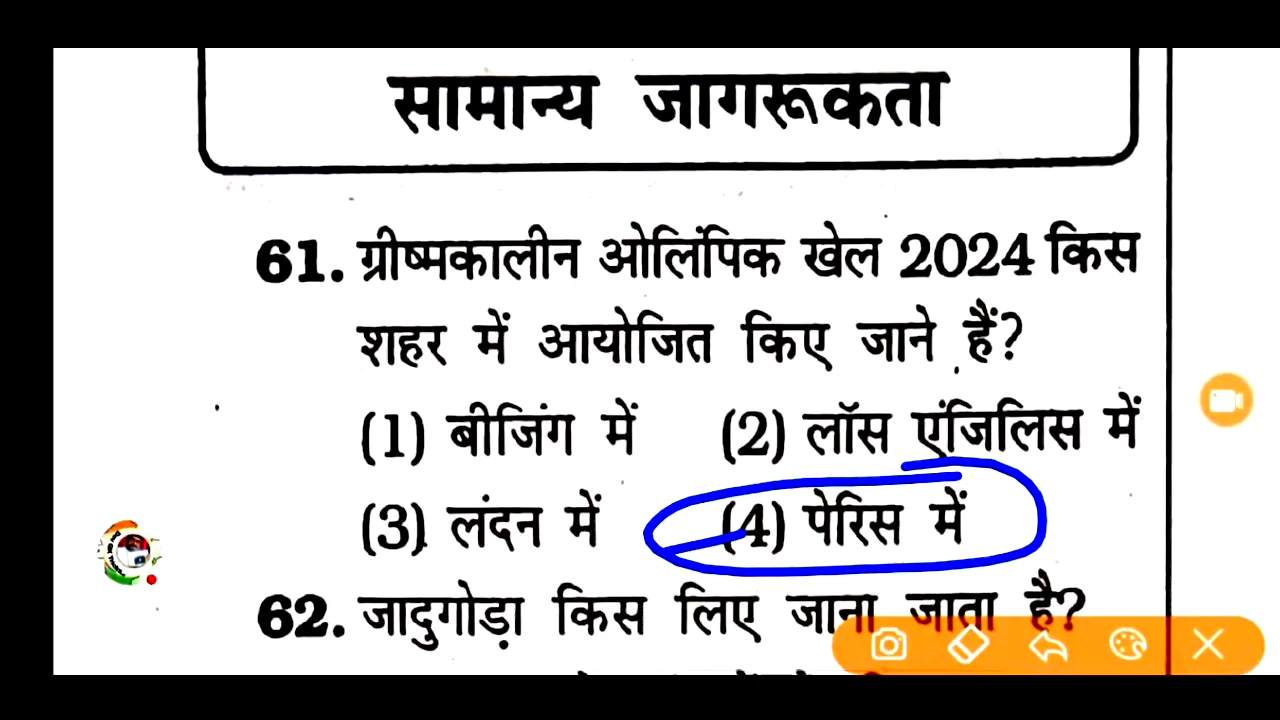 सामान्य जागरूकता
61. ग्रीष्मकालीन ओलिंपिक खेल 2024 किस
शहर में आयोजित किए जाने हैं?
(1) बीजिंग में (2) लॉस एंजिलिस में
(3) लंदन में (4) पेरिस में
62. जादुगोड़ा किस लिए जाना जाता है?